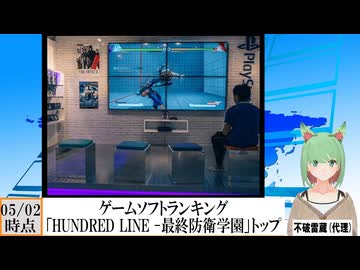 PlayS
05/02
時点
ゲームソフトランキング
「HUNDRED LINE -最終防衛学園」トップ
不破雷蔵(代理)